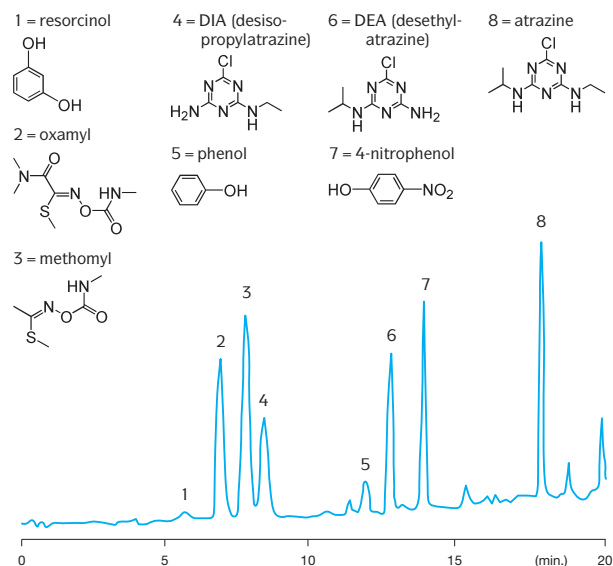 1 = resorcinol
OH
OH
2 = oxamyl
O
N
N
HN
S
O
O
3 = methomyl
HN
N
O
O
S
4 = DIA (desiso-
propylatrazine)
Cl
N
N
H₂N
N
N
H
5 = phenol
OH
6 = DEA (desethyl-
atrazine)
Cl
N
N
N
N
NH₂
H
7 = 4-nitrophenol
HO
NO₂
8 = atrazine
Cl
N
N
N
N
N
H
H
1
2
3
4
5
6
7
8
0
5
10
15
(min.)
20